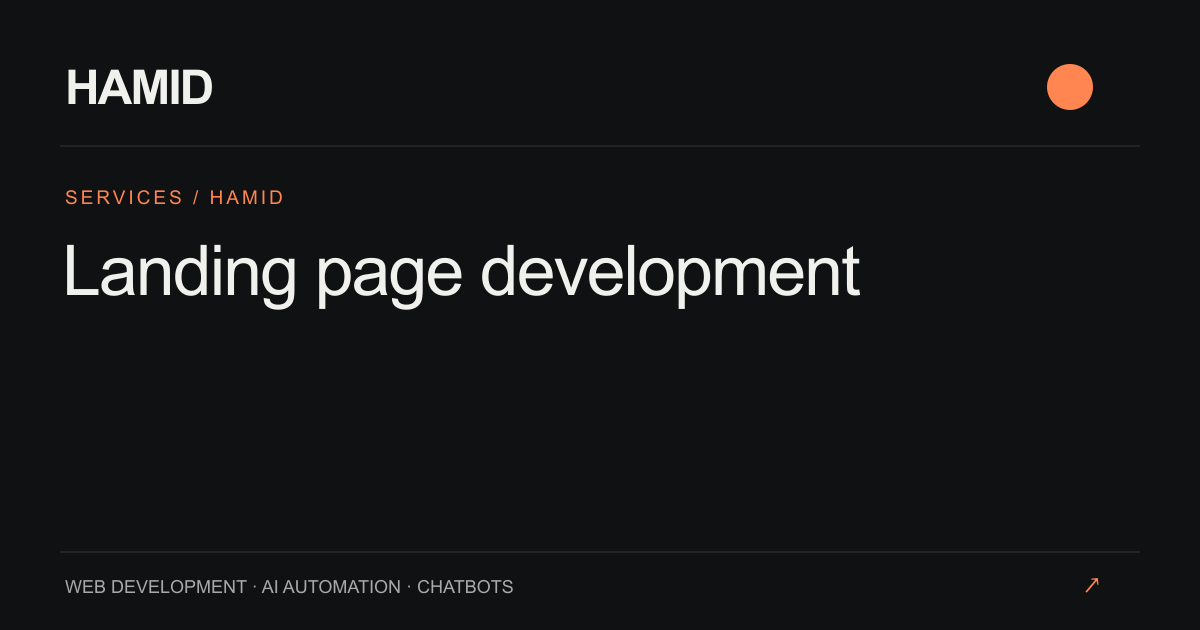 HAMID
SERVICES / HAMID
Landing page development
WEB DEVELOPMENT · AI AUTOMATION · CHATBOTS
↗